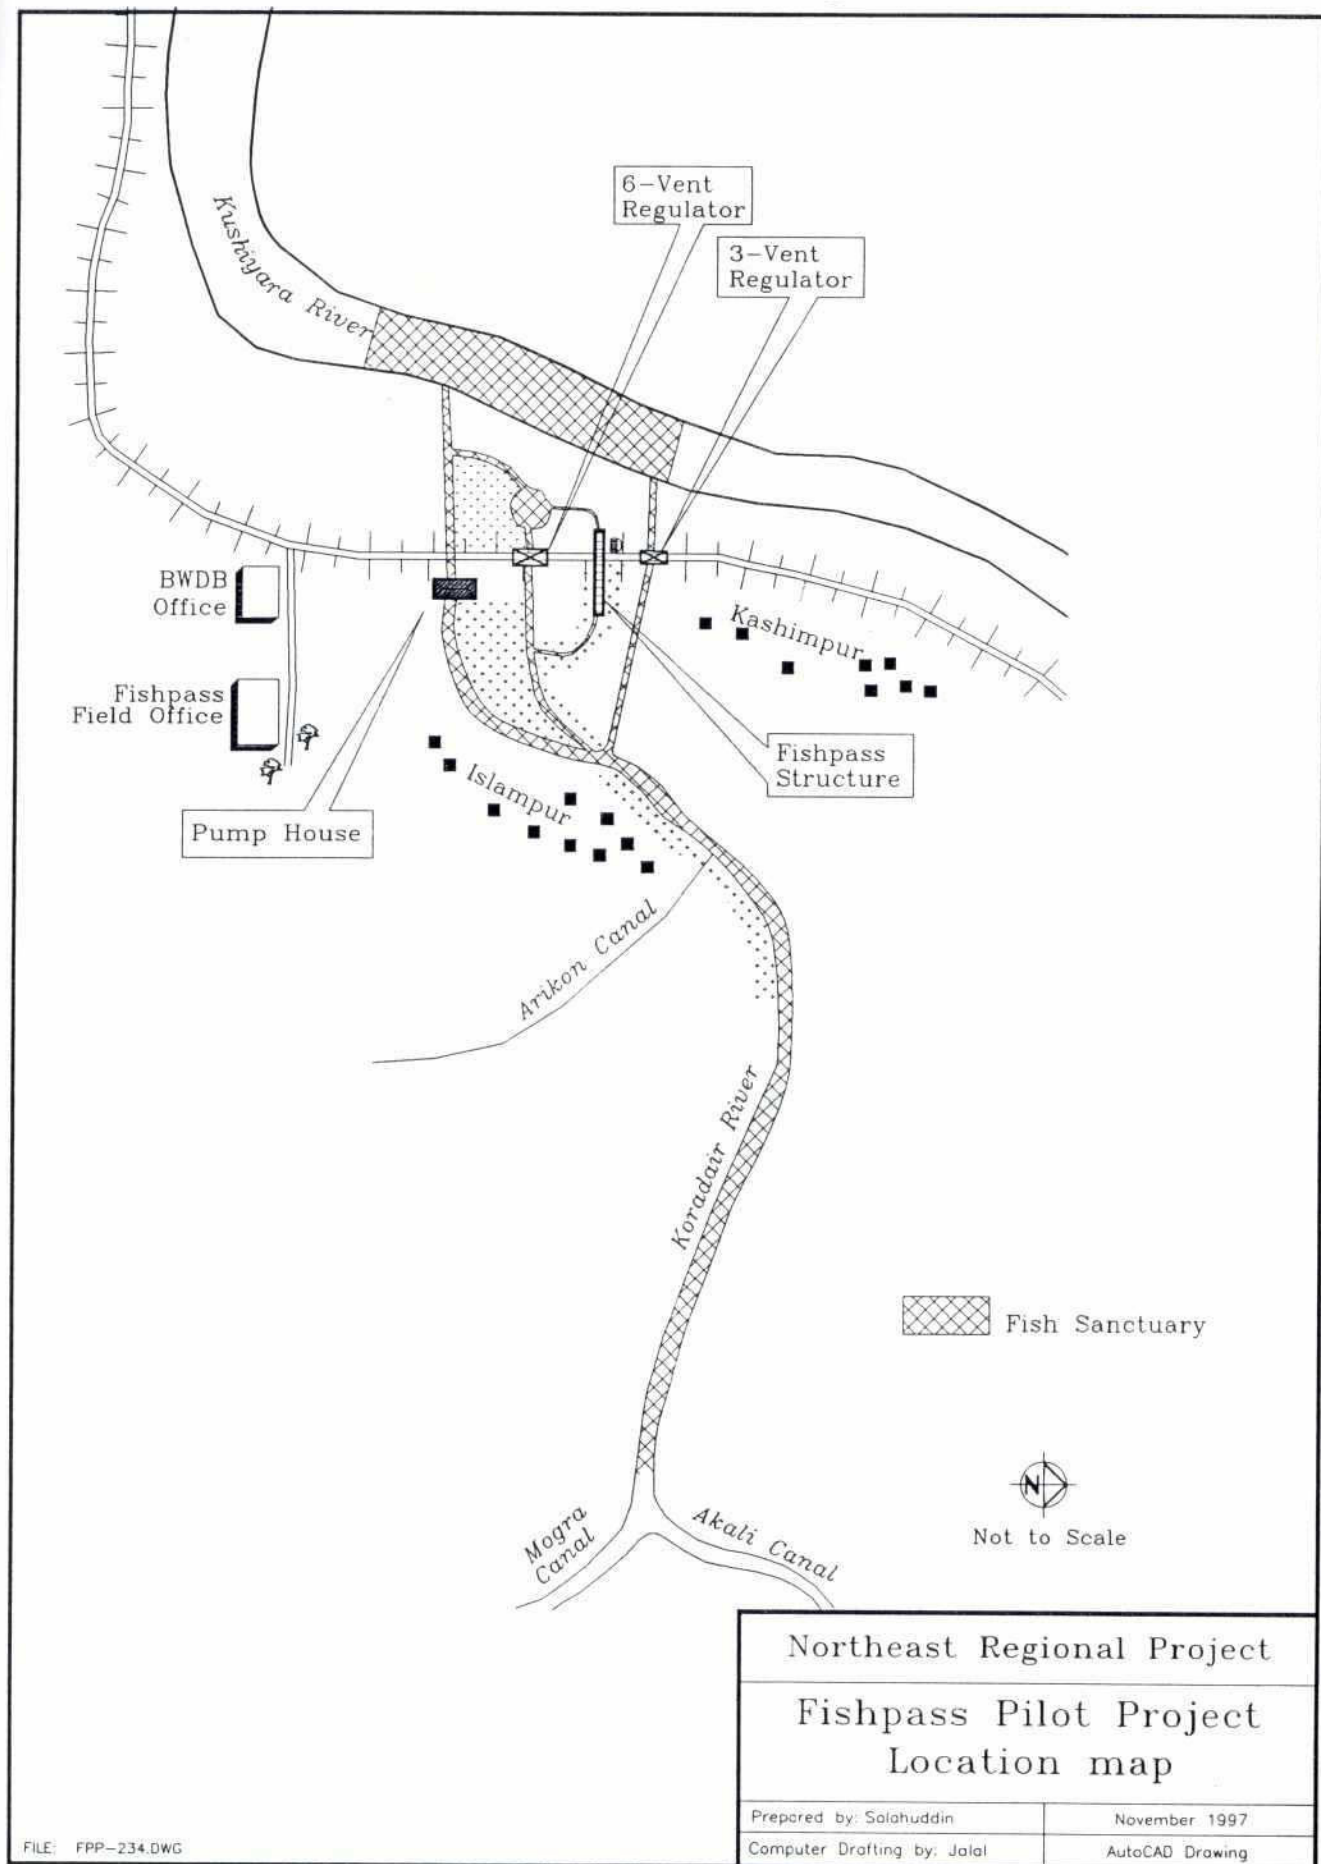 6-Vent
Regulator
3-Vent
Regulator
Kushiyara River
BWDB
Office
Kashimpur
Fishpass
Field Office
Fishpass
Structure
Islampur
Pump House
Arikon Canal
Koradair River
Fish Sanctuary
N
Not to Scale
Mogra
Canal
Akali Canal
Northeast Regional Project
Fishpass Pilot Project
Location map
Prepared by: Salahuddin
November 1997
Computer Drafting by: Jalal
AutoCAD Drawing
FILE: FPP-234.DWG